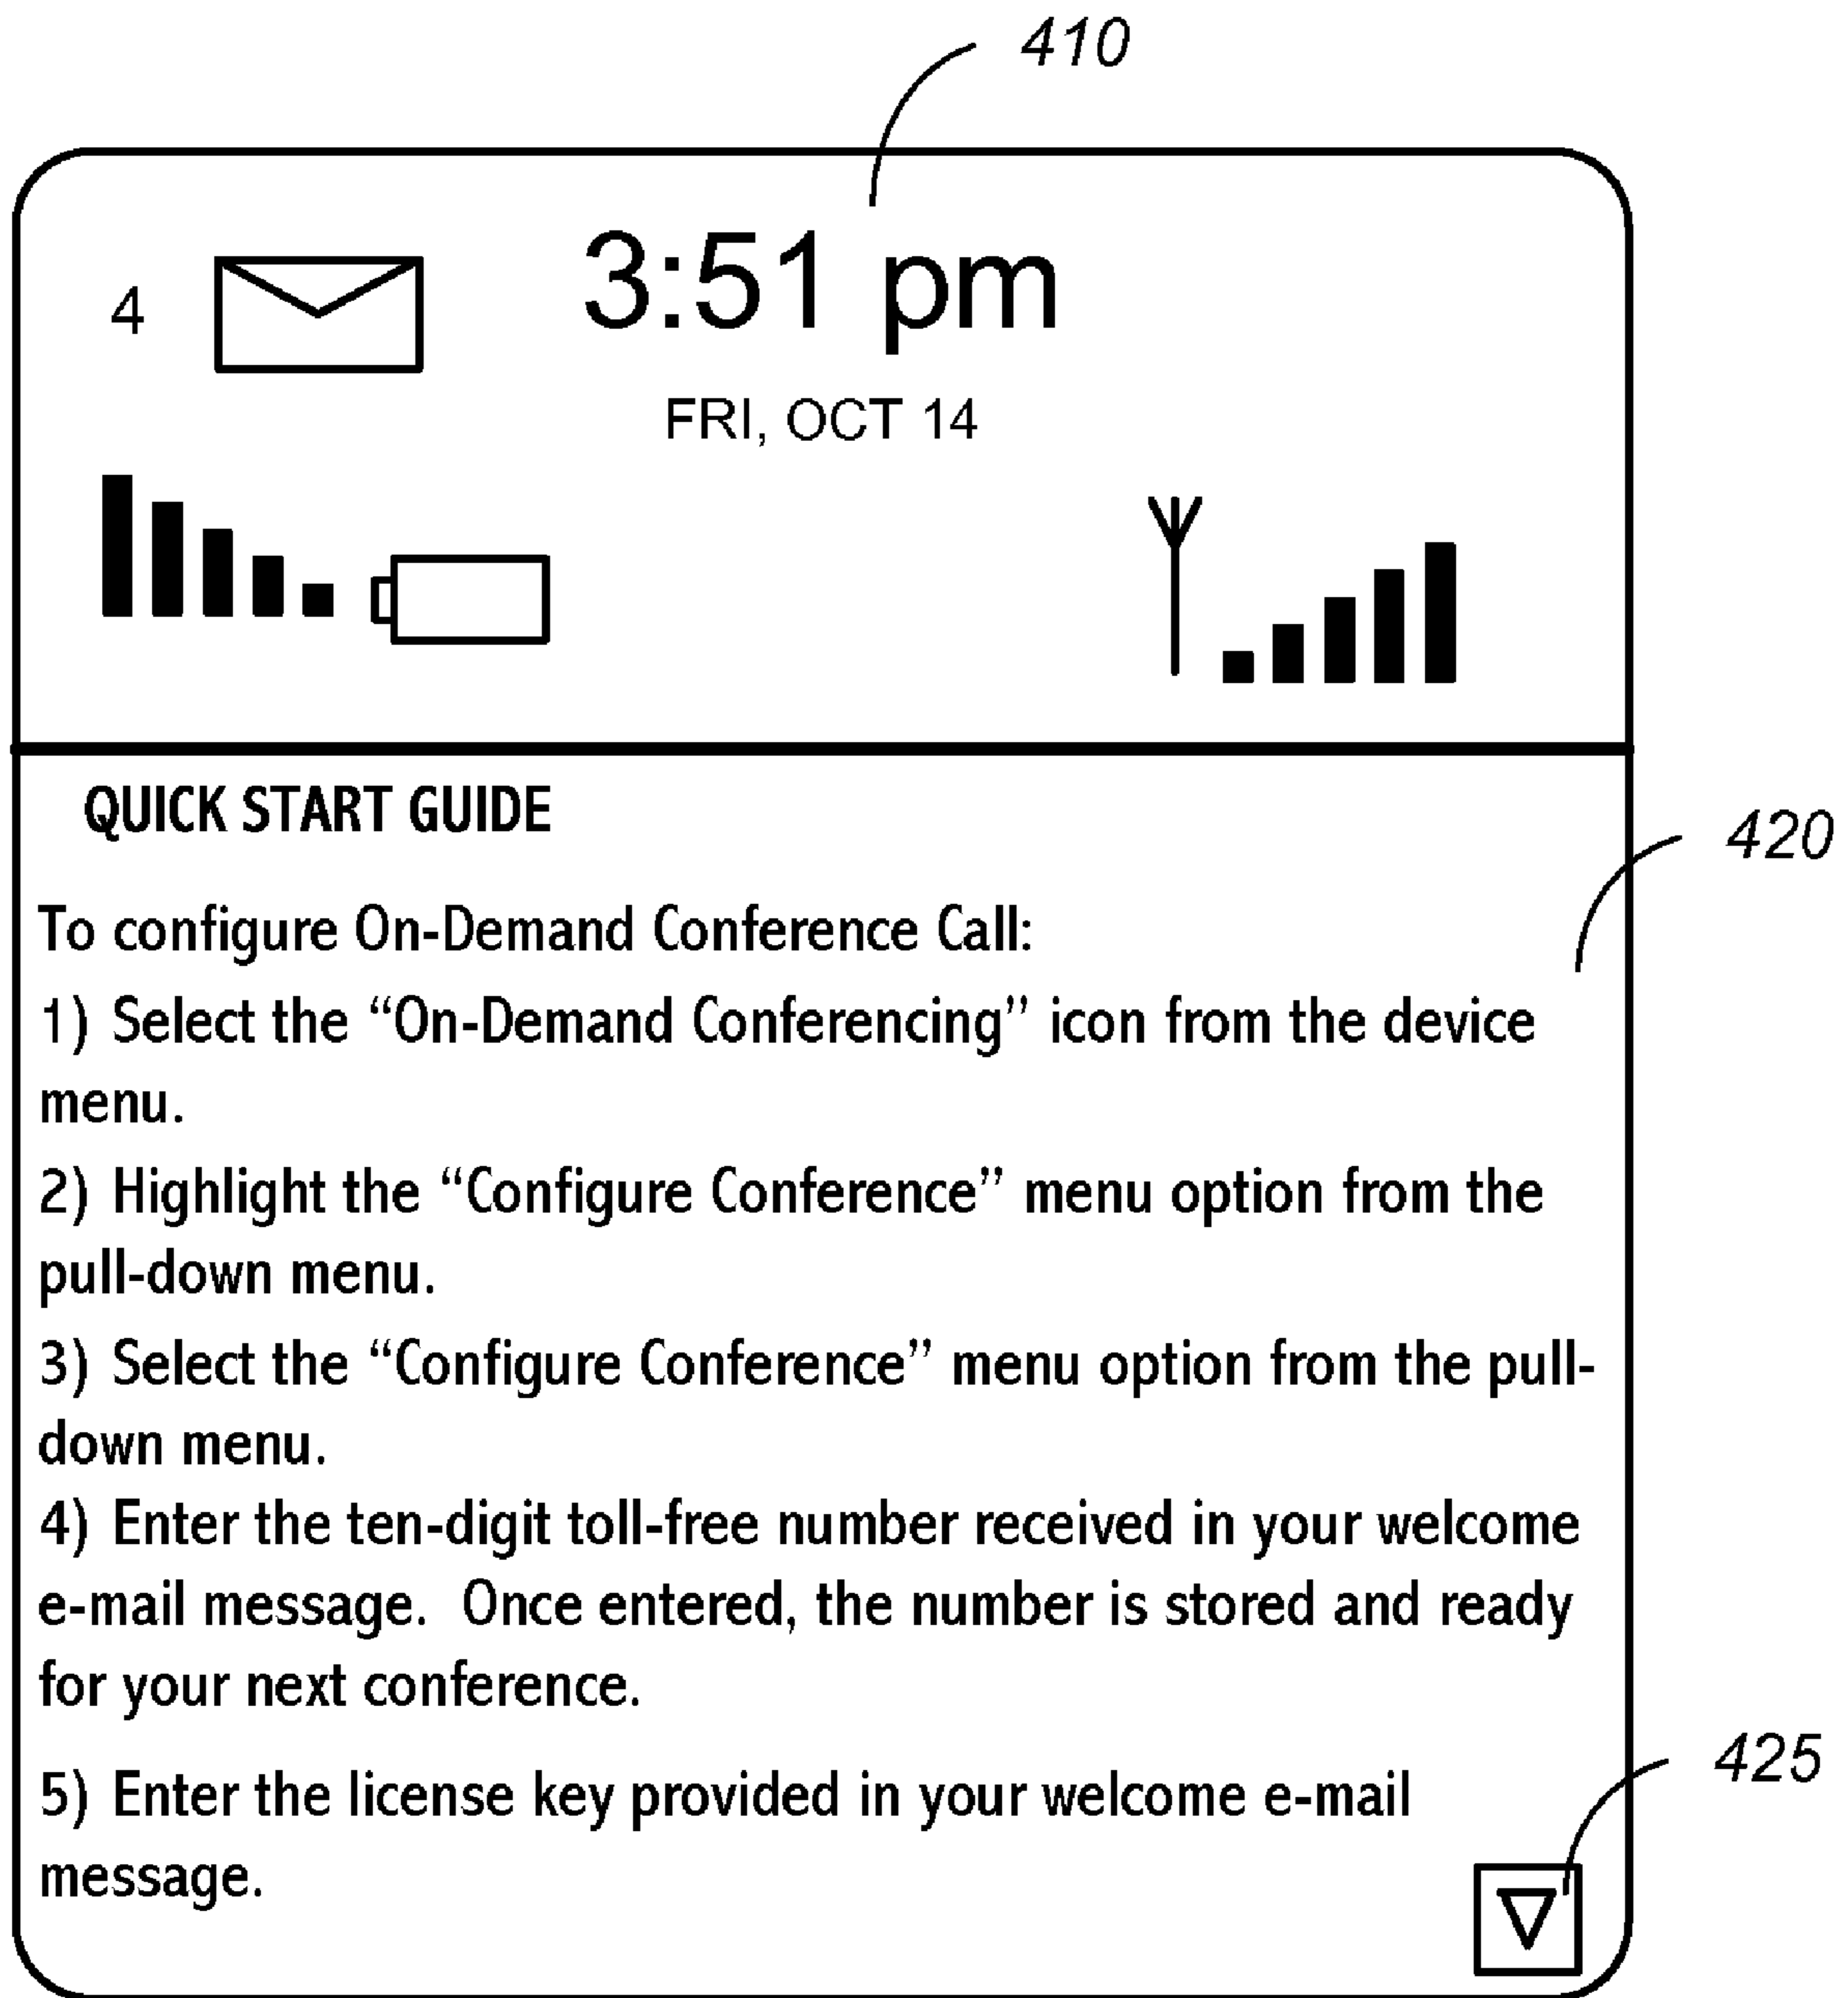 410
4
3:51 pm
FRI, OCT 14
QUICK START GUIDE
420
To configure On-Demand Conference Call:
1) Select the “On-Demand Conferencing” icon from the device
menu.
2) Highlight the “Configure Conference” menu option from the
pull-down menu.
3) Select the “Configure Conference” menu option from the pull-
down menu.
4) Enter the ten-digit toll-free number received in your welcome
e-mail message.  Once entered, the number is stored and ready
for your next conference.
425
5) Enter the license key provided in your welcome e-mail
message.